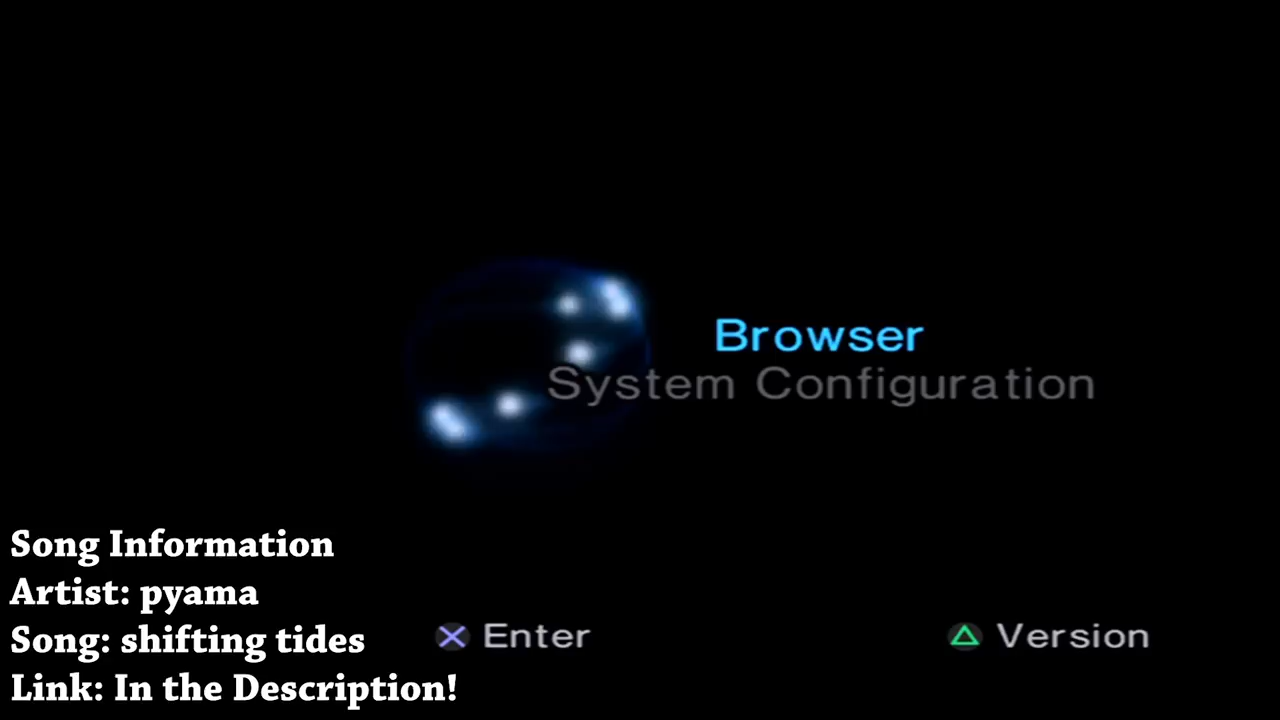 Browser
System Configuration
Song Information
Artist: pyama
Song: shifting tides
Link: In the Description!
Enter
Version